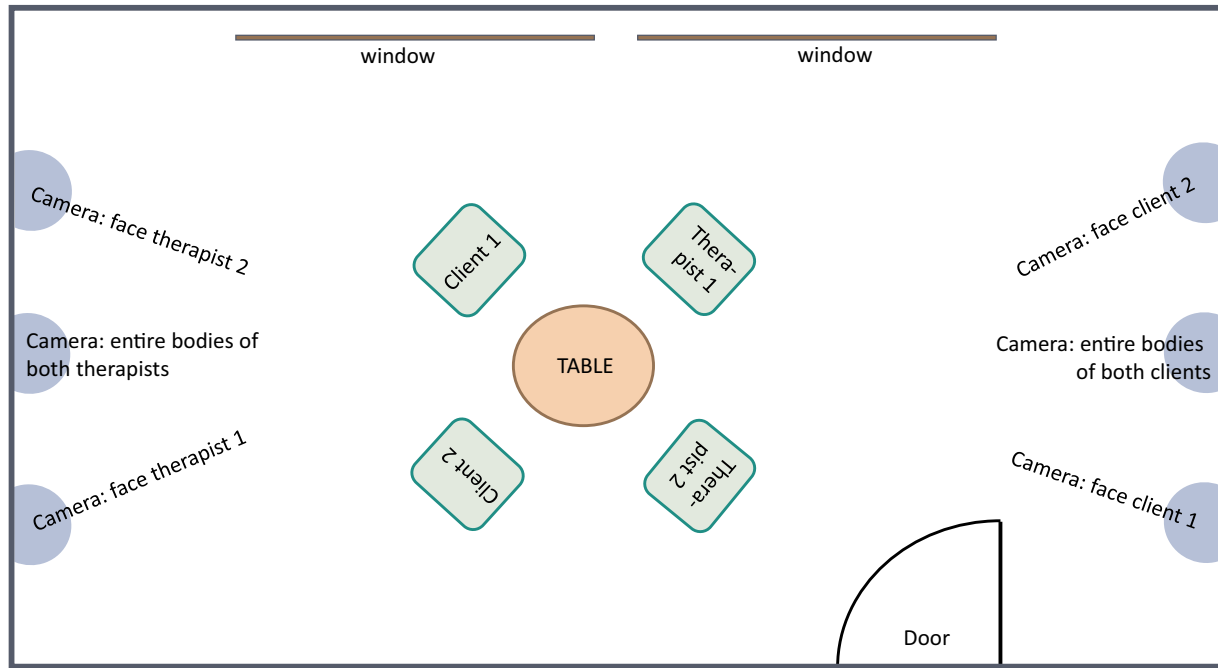 window
window
Camera: face therapist 2
Camera: face client 2
Client 1
Thera-
pist 1
Camera: entire bodies of
both therapists
TABLE
Camera: entire bodies
of both clients
Camera: face therapist 1
Client 2
Thera-
pist 2
Camera: face client 1
Door